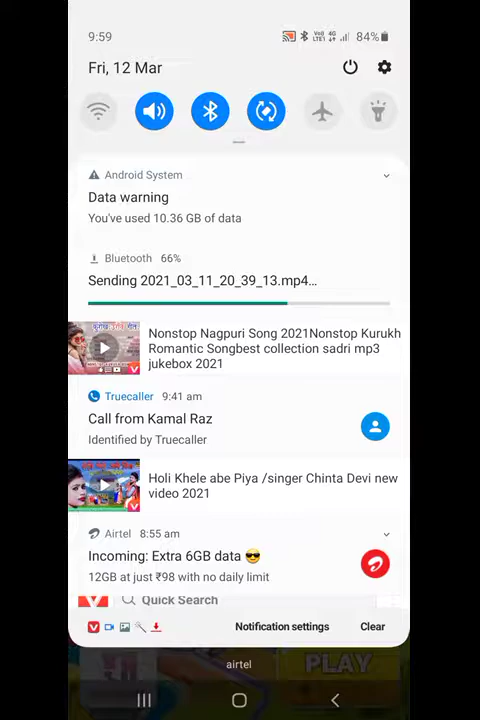 9:59
Vo)) 4G
LTE1
84%
Fri, 12 Mar
Android System
Data warning
You've used 10.36 GB of data
Bluetooth 66%
Sending 2021_03_11_20_39_13.mp4...
Nonstop Nagpuri Song 2021Nonstop Kurukh
Romantic Songbest collection sadri mp3
jukebox 2021
Truecaller 9:41 am
Call from Kamal Raz
Identified by Truecaller
Holi Khele abe Piya /singer Chinta Devi new
video 2021
Airtel 8:55 am
Incoming: Extra 6GB data 😎
12GB at just ₹98 with no daily limit
Quick Search
Notification settings Clear
airtel
PLAY